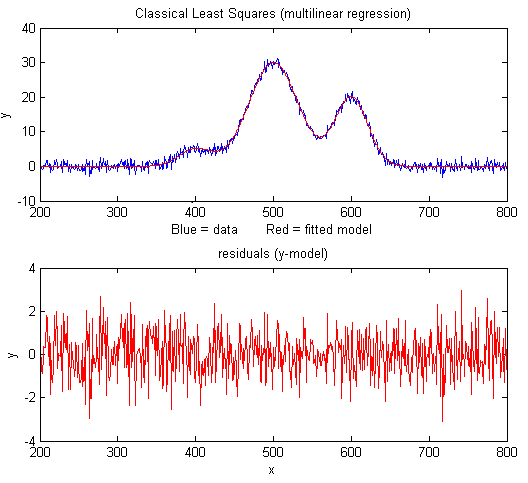 Classical Least Squares (multilinear regression)
40
30
20
10
0
-10
y
200 300 400 500 600 700 800
Blue = data Red = fitted model
residuals (y-model)
4
2
0
-2
-4
y
200 300 400 500 600 700 800
x